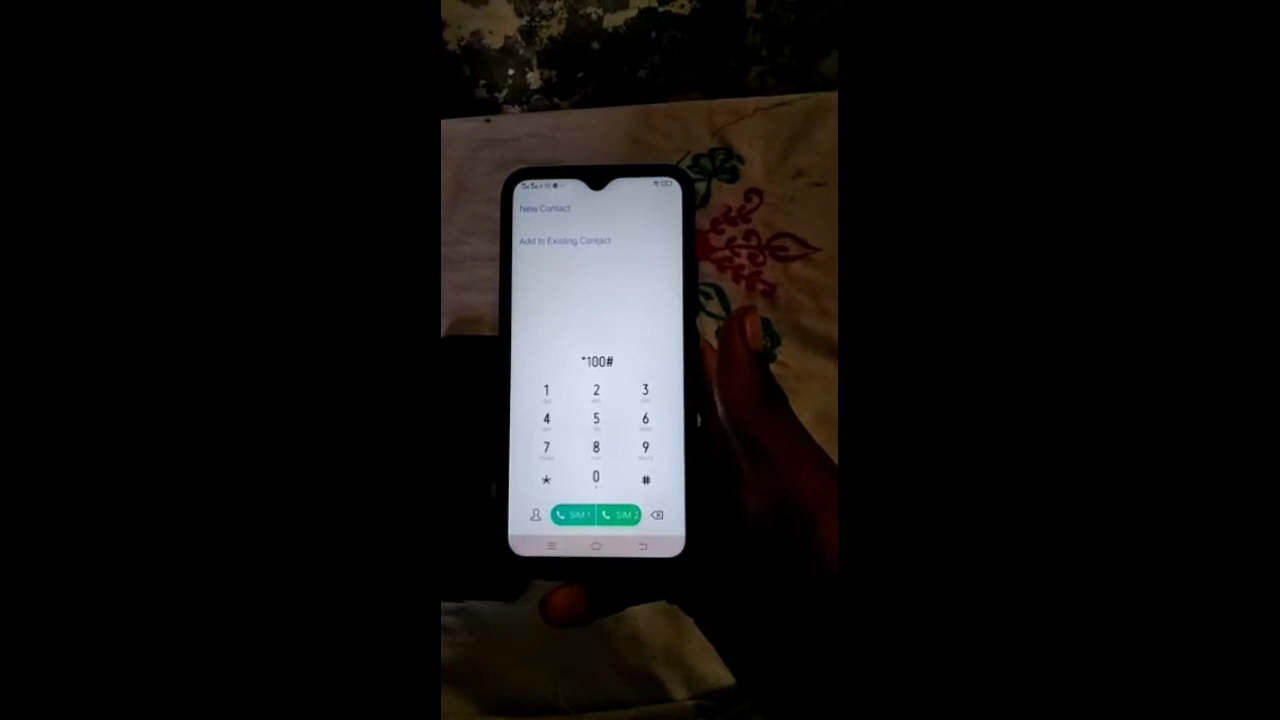 New Contact
Add to Existing Contact
*100#
1 2 3
4 5 6
7 8 9
* 0 #
SIM 1 SIM 2